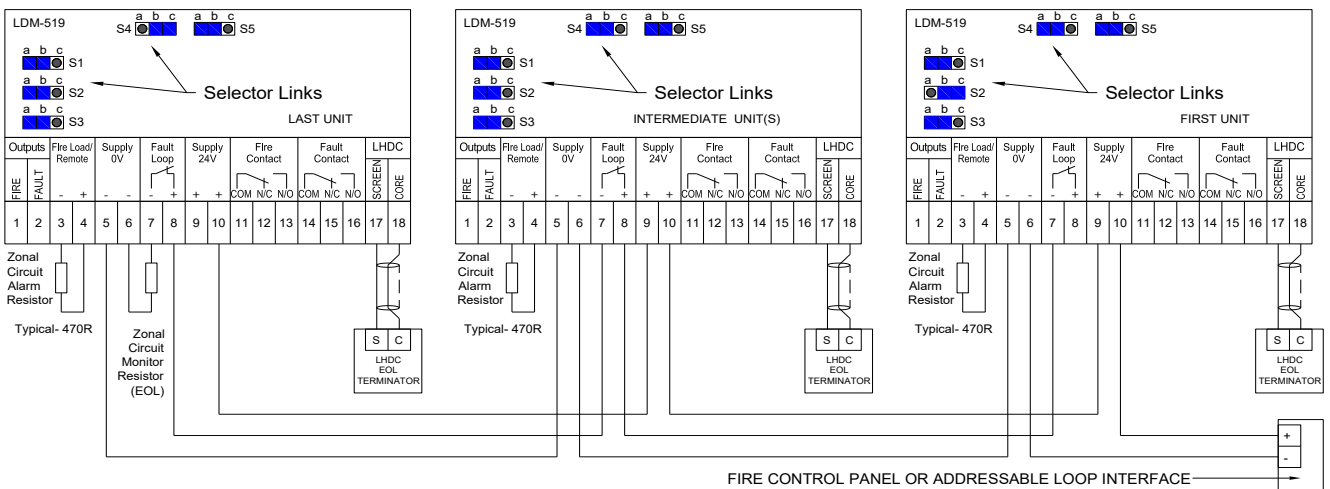 LDM-519
a b c
S4
a b c
S5
a b c
S1
a b c
S2
a b c
S3
Selector Links
LAST UNIT
Outputs
FIre Load/
Remote
Supply
0V
Fault
Loop
Supply
24V
FIre
Contact
Fault
Contact
LHDC
FIRE
FAULT
- + - - - + + + COM N/C N/O COM N/C N/O
SCREEN
CORE
1 2 3 4 5 6 7 8 9 10 11 12 13 14 15 16 17 18
Zonal
Circuit
Alarm
Resistor
Typical- 470R
Zonal
Circuit
Monitor
Resistor
(EOL)
S C
LHDC
EOL
TERMINATOR
LDM-519
a b c
S4
a b c
S5
a b c
S1
a b c
S2
a b c
S3
Selector Links
INTERMEDIATE UNIT(S)
Outputs
FIre Load/
Remote
Supply
0V
Fault
Loop
Supply
24V
FIre
Contact
Fault
Contact
LHDC
FIRE
FAULT
- + - - - + + + COM N/C N/O COM N/C N/O
SCREEN
CORE
1 2 3 4 5 6 7 8 9 10 11 12 13 14 15 16 17 18
Zonal
Circuit
Alarm
Resistor
Typical- 470R
S C
LHDC
EOL
TERMINATOR
LDM-519
a b c
S4
a b c
S5
a b c
S1
a b c
S2
a b c
S3
Selector Links
FIRST UNIT
Outputs
FIre Load/
Remote
Supply
0V
Fault
Loop
Supply
24V
FIre
Contact
Fault
Contact
LHDC
FIRE
FAULT
- + - - - + + + COM N/C N/O COM N/C N/O
SCREEN
CORE
1 2 3 4 5 6 7 8 9 10 11 12 13 14 15 16 17 18
Zonal
Circuit
Alarm
Resistor
Typical- 470R
S C
LHDC
EOL
TERMINATOR
+
-
FIRE CONTROL PANEL OR ADDRESSABLE LOOP INTERFACE